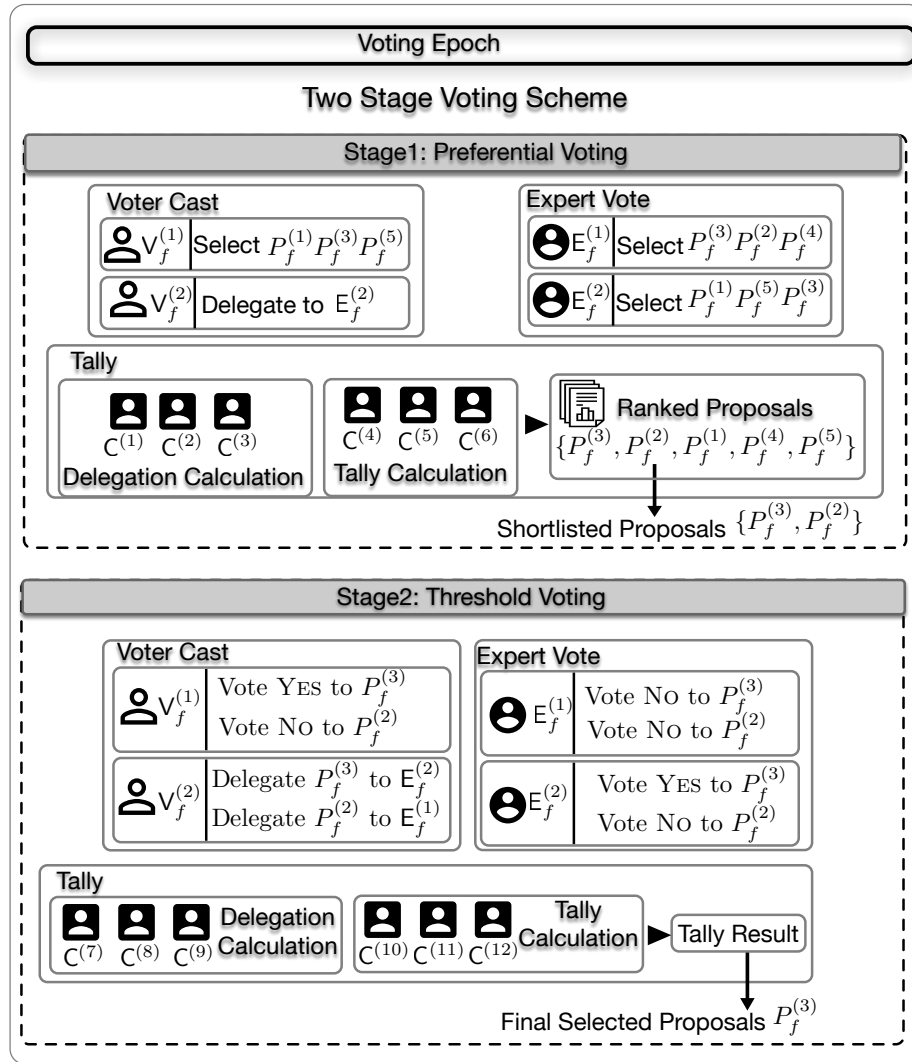 Voting Epoch
Two Stage Voting Scheme
Stage1: Preferential Voting
Voter Cast
V_f^{(1)} Select P_f^{(1)} P_f^{(3)} P_f^{(5)}
V_f^{(2)} Delegate to E_f^{(2)}
Expert Vote
E_f^{(1)} Select P_f^{(3)} P_f^{(2)} P_f^{(4)}
E_f^{(2)} Select P_f^{(1)} P_f^{(5)} P_f^{(3)}
Tally
C^{(1)} C^{(2)} C^{(3)}
Delegation Calculation
C^{(4)} C^{(5)} C^{(6)}
Tally Calculation
Ranked Proposals
{P_f^{(3)}, P_f^{(2)}, P_f^{(1)}, P_f^{(4)}, P_f^{(5)}}
Shortlisted Proposals {P_f^{(3)}, P_f^{(2)}}
Stage2: Threshold Voting
Voter Cast
V_f^{(1)}
Vote YES to P_f^{(3)}
Vote NO to P_f^{(2)}
V_f^{(2)}
Delegate P_f^{(3)} to E_f^{(2)}
Delegate P_f^{(2)} to E_f^{(1)}
Expert Vote
E_f^{(1)}
Vote NO to P_f^{(3)}
Vote NO to P_f^{(2)}
E_f^{(2)}
Vote YES to P_f^{(3)}
Vote NO to P_f^{(2)}
Tally
C^{(7)} C^{(8)} C^{(9)}
Delegation
Calculation
C^{(10)} C^{(11)} C^{(12)}
Tally
Calculation
Tally Result
Final Selected Proposals P_f^{(3)}